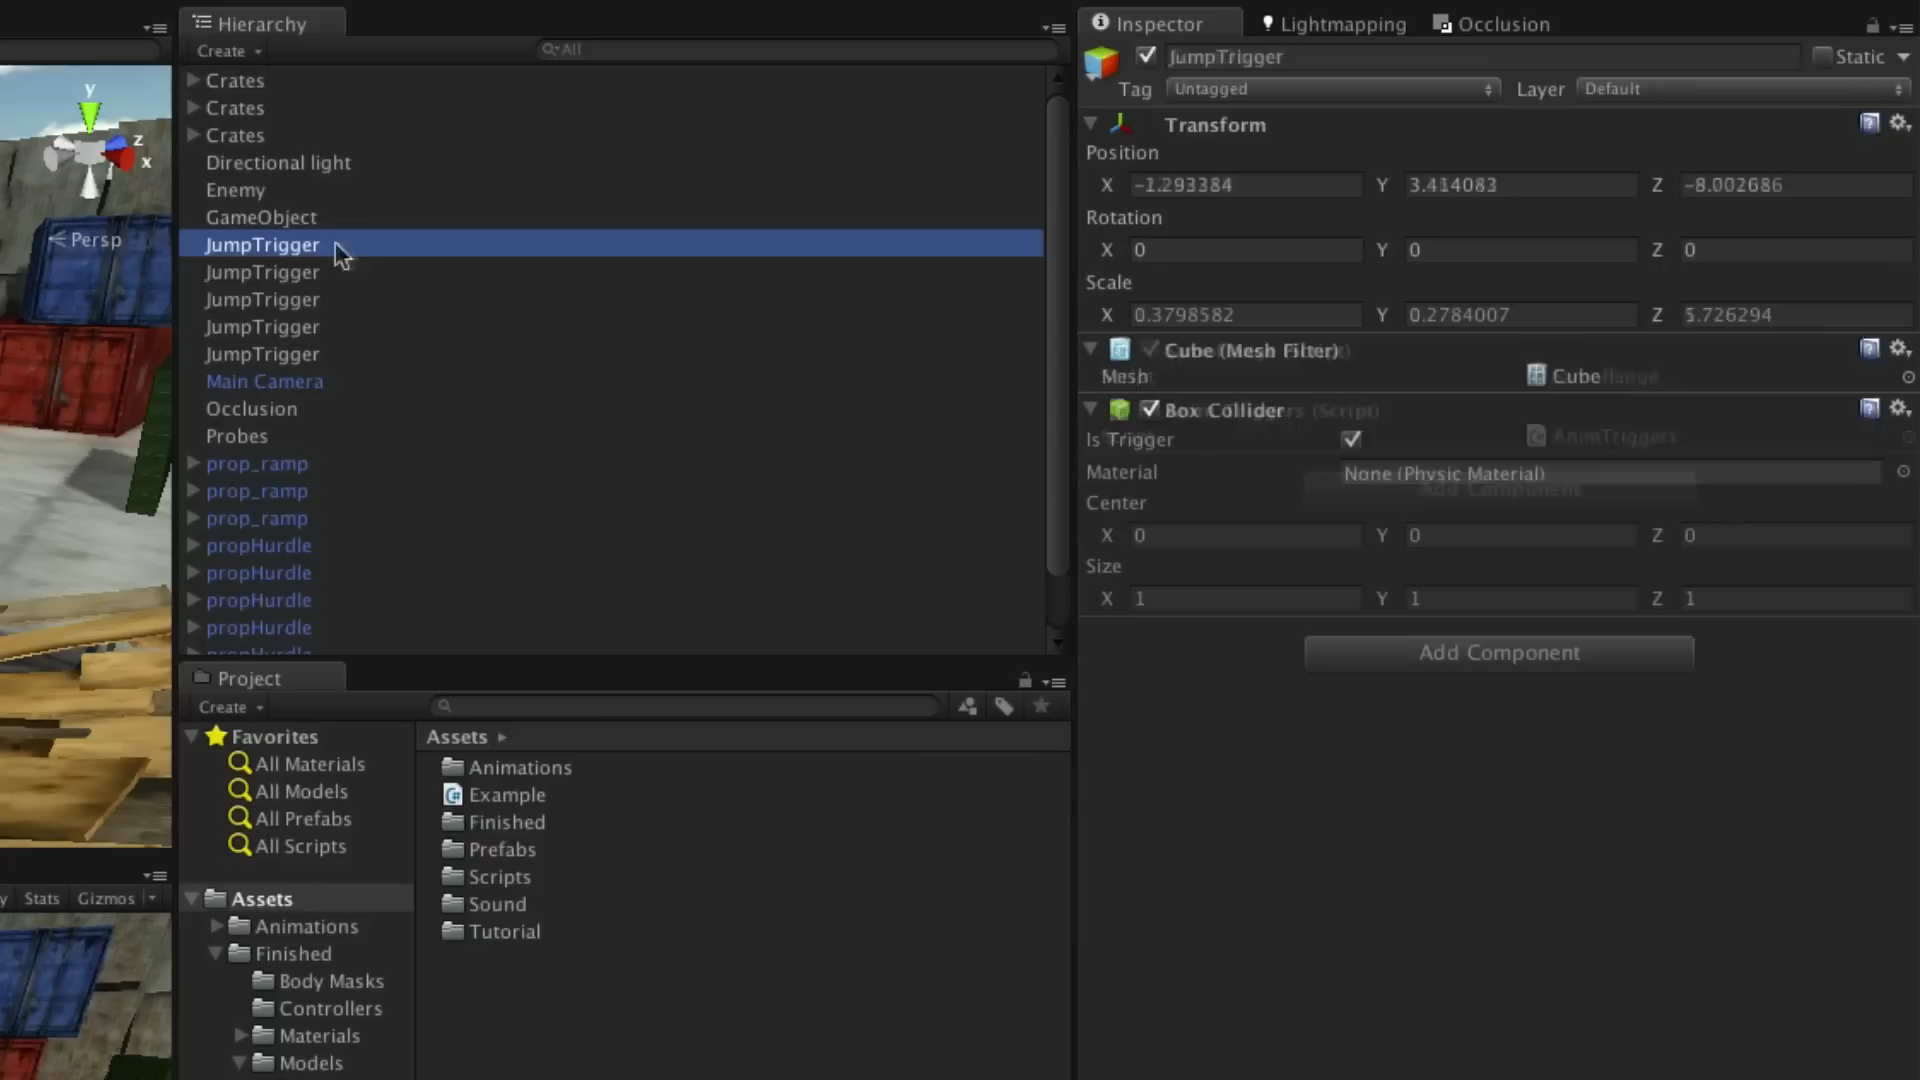 Hierarchy
Create
All
Crates
Crates
Crates
Directional light
Enemy
GameObject
JumpTrigger
JumpTrigger
JumpTrigger
JumpTrigger
JumpTrigger
Main Camera
Occlusion
Probes
prop_ramp
prop_ramp
prop_ramp
propHurdle
propHurdle
propHurdle
propHurdle
propHurdle
y
z
x
Persp
Stats Gizmos
Project
Create
Favorites
All Materials
All Models
All Prefabs
All Scripts
Assets
Animations
Finished
Body Masks
Controllers
Materials
Models
Assets
Animations
Example
Finished
Prefabs
Scripts
Sound
Tutorial
Inspector Lightmapping Occlusion
JumpTrigger Static
Tag Untagged Layer Default
Transform
Position
X -1.293384 Y 3.414083 Z -8.002686
Rotation
X 0 Y 0 Z 0
Scale
X 0.3798582 Y 0.2784007 Z 5.726294
Cube (Mesh Filter)
Mesh Cube
Box Collider
(Script)
Is Trigger AnimTriggers
Material None (Physic Material)
Add Component
Center
X 0 Y 0 Z 0
Size
X 1 Y 1 Z 1
Add Component